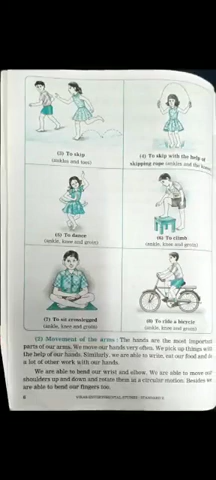 (3) To skip
(ankles and toes)
(4) To skip with the help of
skipping rope (ankles and the
(5) To dance
(ankle, knee and groin)
(6) To climb
(ankle, knee and groin)
(7) To sit crosslegged
(ankle, knee and groin)
(8) To ride a bicycle
(ankle, knee and groin)
(2) Movement of the arms : The hands are the most important
parts of our arms. We move our hands very often. We pick up things with
the help of our hands. Similarly, we are able to write, eat our food and do
a lot of other work with our hands.
We are able to bend our wrist and elbow. We are able to move our
shoulders up and down and rotate them in a circular motion. Besides we
are able to bend our fingers too.
6